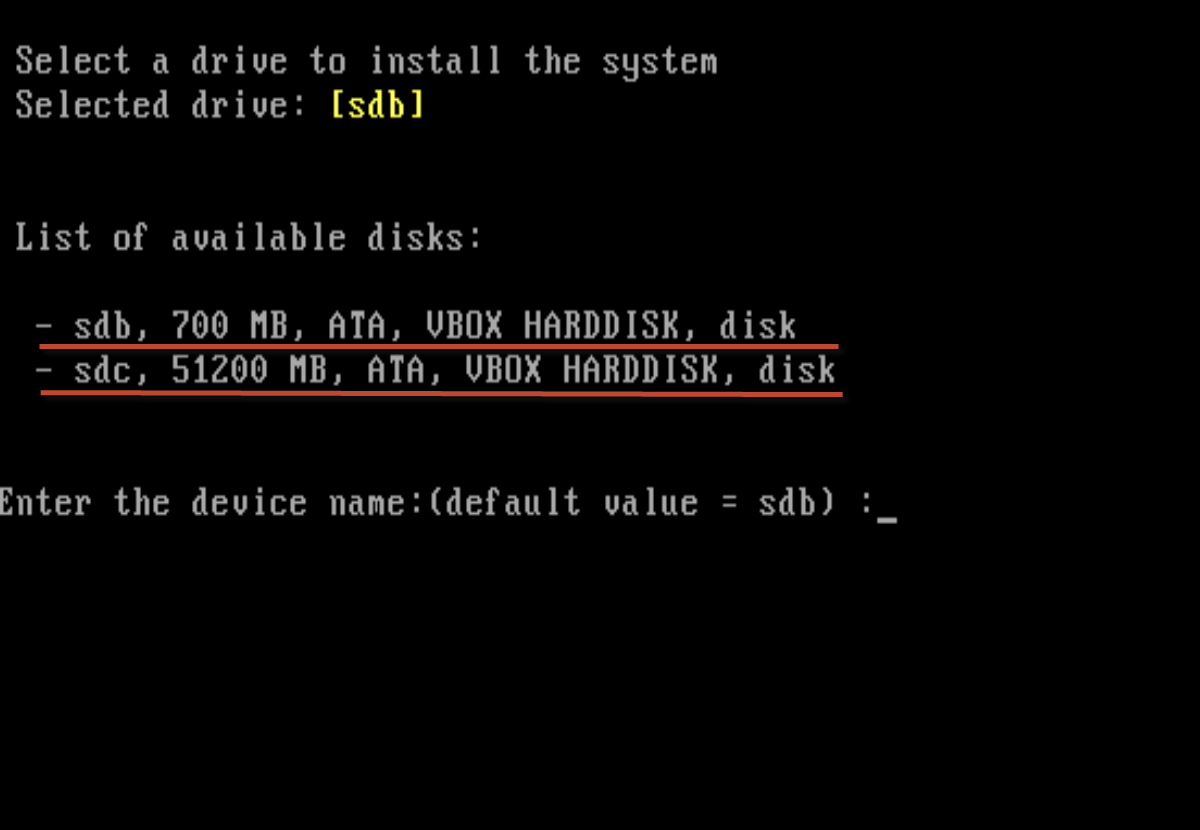 Select a drive to install the system
Selected drive: [sdb]
List of available disks:
- sdb, 700 MB, ATA, VBOX HARDDISK, disk
- sdc, 51200 MB, ATA, VBOX HARDDISK, disk
Enter the device name:(default value = sdb) :_